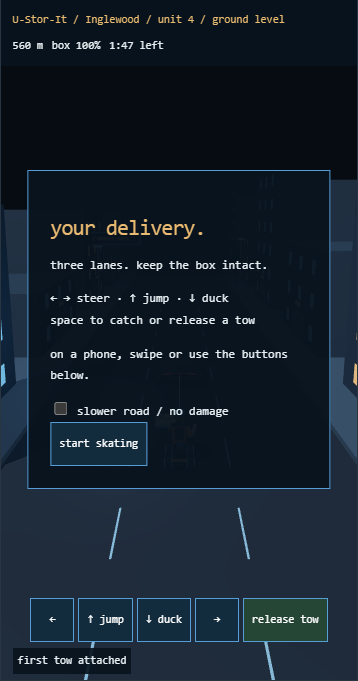 U-Stor-It / Inglewood / unit 4 / ground level
560 m box 100% 1:47 left
your delivery.
three lanes. keep the box intact.
← → steer · ↑ jump · ↓ duck
space to catch or release a tow
on a phone, swipe or use the buttons
below.
slower road / no damage
start skating
← ↑ jump ↓ duck → release tow
first tow attached